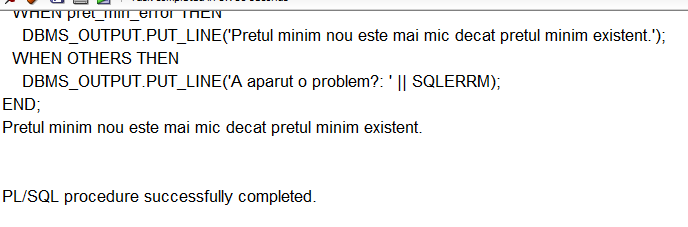 WHEN pret_min_error THEN
DBMS_OUTPUT.PUT_LINE('Pretul minim nou este mai mic decat pretul minim existent.');
WHEN OTHERS THEN
DBMS_OUTPUT.PUT_LINE('A aparut o problem?: ' || SQLERRM);
END;
Pretul minim nou este mai mic decat pretul minim existent.
PL/SQL procedure successfully completed.